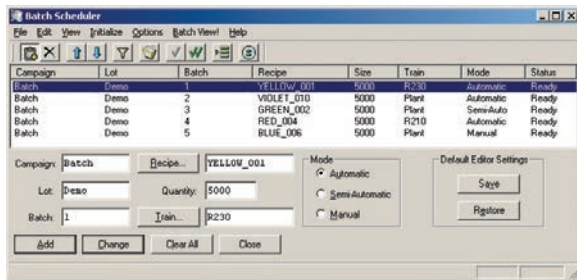 Batch Scheduler
File Edit View Initialize Options Batch View! Help
Campaign Lot Batch Recipe Size Train Mode Status
Batch Demo 1 YELLOW_001 5000 R230 Automatic Ready
Batch Demo 2 VIOLET_010 5000 Plant Automatic Ready
Batch Demo 3 GREEN_002 5000 Plant Semi-Auto Ready
Batch Demo 4 RED_004 5000 R210 Automatic Ready
Batch Demo 5 BLUE_006 5000 Plant Manual Ready
Campaign: Batch Recipe... YELLOW_001 Mode Default Editor Settings
Automatic
Save
Lot: Demo Quantity: 5000 Semi-Automatic
Batch: 1 Train... R230 Manual Restore
Add Change Clear All Close